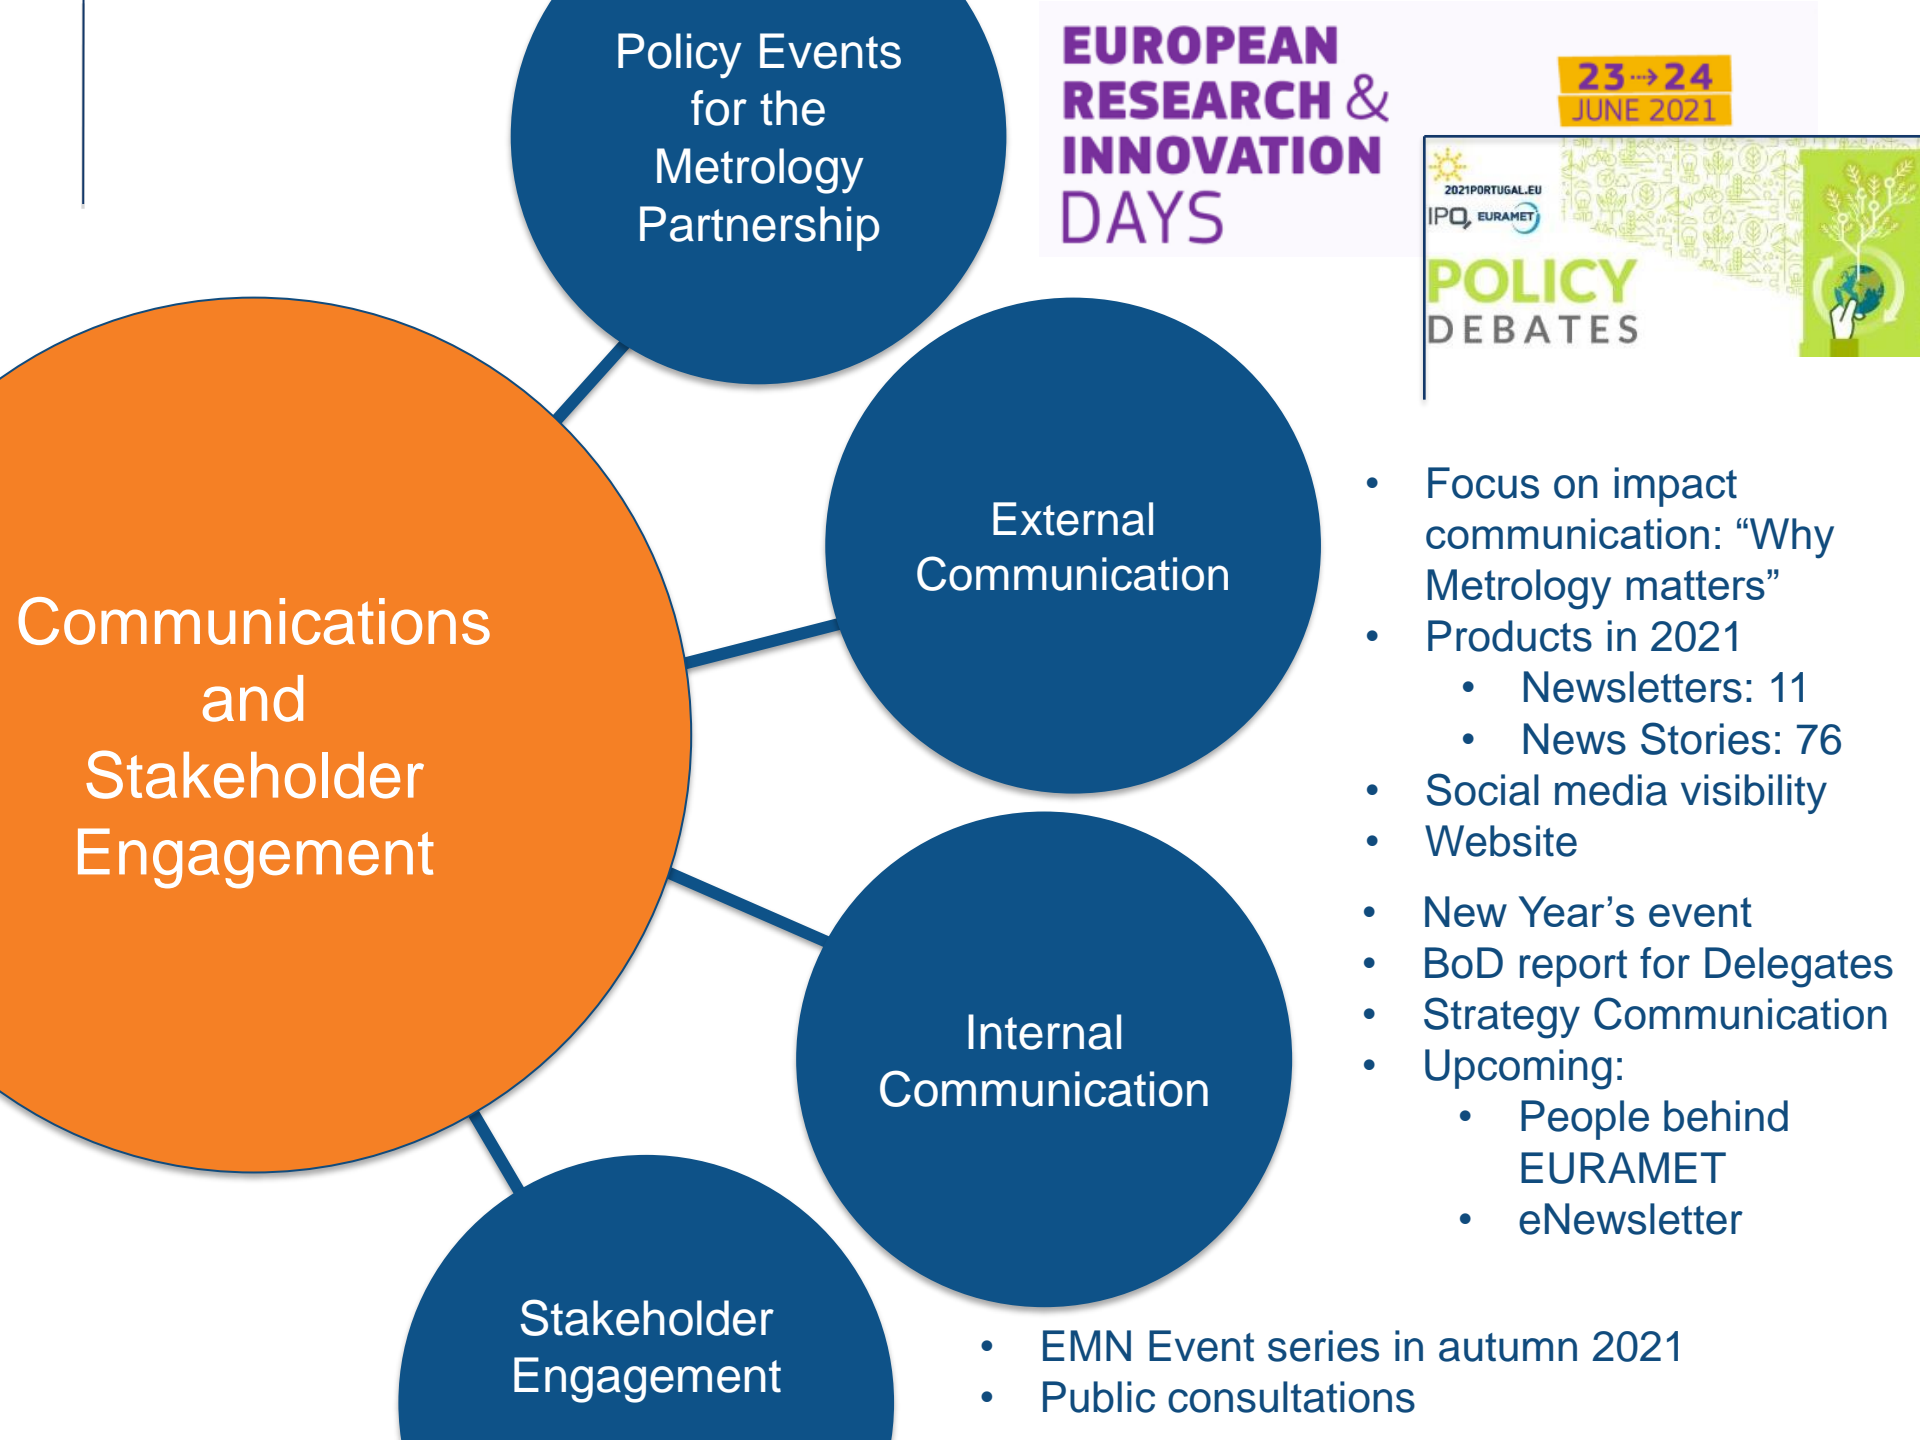 Policy Events
for the
Metrology
Partnership
EUROPEAN
RESEARCH &
INNOVATION
DAYS
23 ⇢ 24
JUNE 2021
2021PORTUGAL.EU
IPQ EURAMET
POLICY
DEBATES
Communications
and
Stakeholder
Engagement
External
Communication
• Focus on impact
communication: “Why
Metrology matters”
• Products in 2021
• Newsletters: 11
• News Stories: 76
• Social media visibility
• Website
Internal
Communication
• New Year’s event
• BoD report for Delegates
• Strategy Communication
• Upcoming:
• People behind
EURAMET
• eNewsletter
Stakeholder
Engagement
• EMN Event series in autumn 2021
• Public consultations